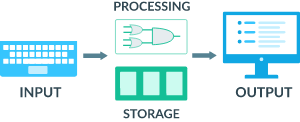 PROCESSING
INPUT
OUTPUT
STORAGE